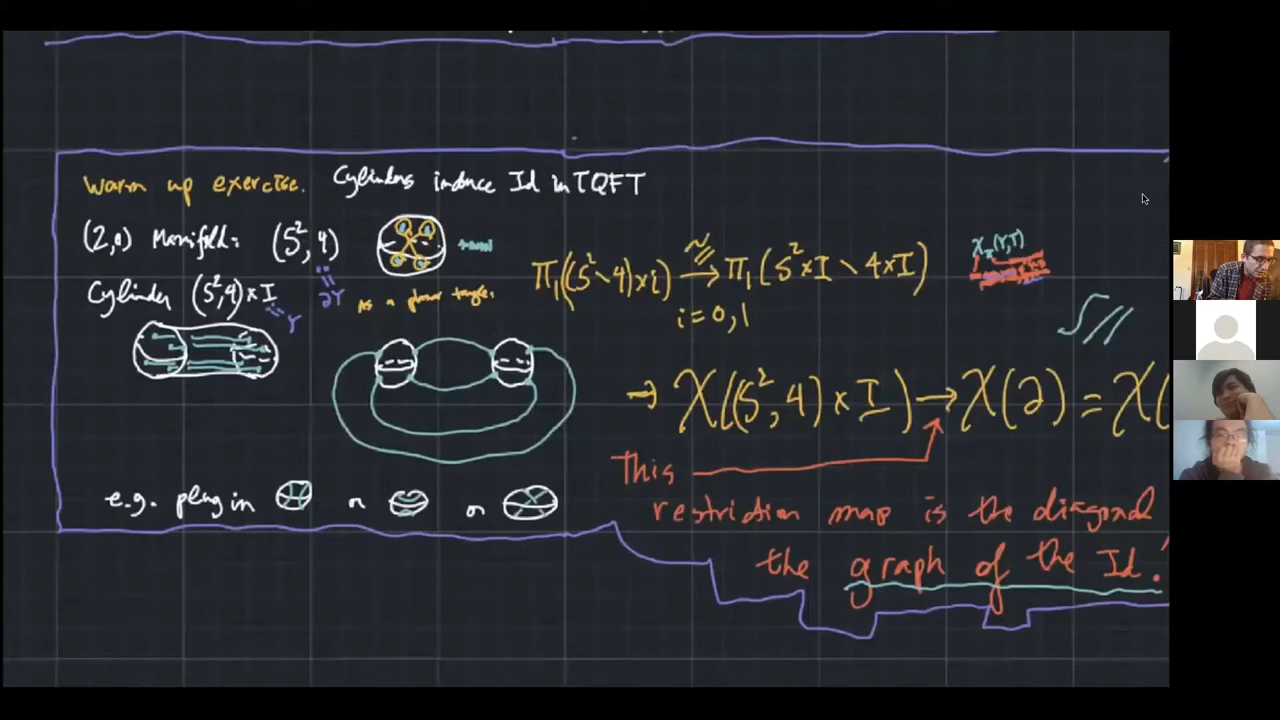 Warm up exercise. Cylinders induce Id in TQFT
(2,0) Manifold: (S², 4)
Cylinder (S², 4) × I
∂Y
= Y
As a planar tangle:
e.g. plug in or or
π₁((S² \ 4) × i) → π₁(S² × I \ 4 × I)
i = 0, 1
χ_π(Y, T)
→ χ((S², 4) × I) → χ(∂) = χ(
This
restriction map is the diagonal
the graph of the Id!